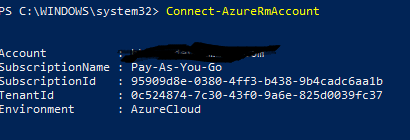 PS C:\WINDOWS\system32> Connect-AzureRmAccount
Account :
SubscriptionName : Pay-As-You-Go
SubscriptionId : 95909d8e-0380-4ff3-b438-9b4cadc6aa1b
TenantId : 0c524874-7c30-43f0-9a6e-825d0039fc37
Environment : AzureCloud